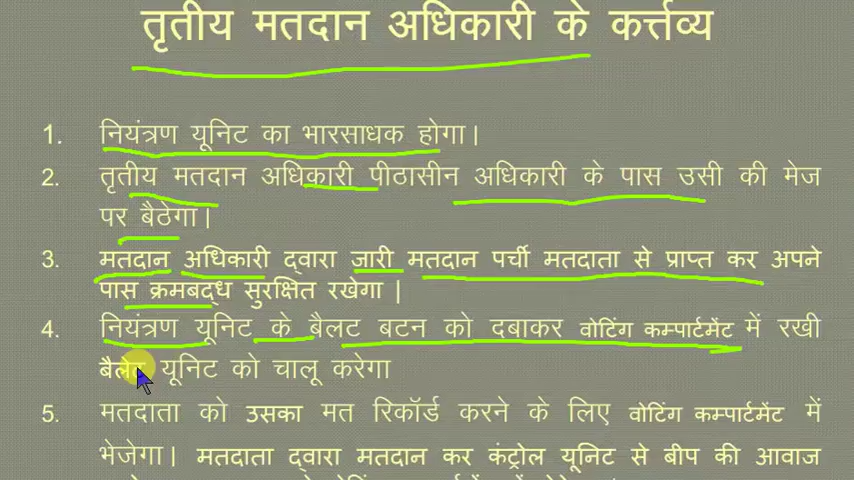 तृतीय मतदान अधिकारी के कर्त्तव्य
1. नियंत्रण यूनिट का भारसाधक होगा।
2. तृतीय मतदान अधिकारी पीठासीन अधिकारी के पास उसी की मेज
पर बैठेगा।
3. मतदान अधिकारी द्वारा जारी मतदान पर्ची मतदाता से प्राप्त कर अपने
पास क्रमबद्ध सुरक्षित रखेगा |
4. नियंत्रण यूनिट के बैलट बटन को दबाकर वोटिंग कम्पार्टमेंट में रखी
बैलेट यूनिट को चालू करेगा
5. मतदाता को उसका मत रिकॉर्ड करने के लिए वोटिंग कम्पार्टमेंट में
भेजेगा। मतदाता द्वारा मतदान कर कंट्रोल यूनिट से बीप की आवाज